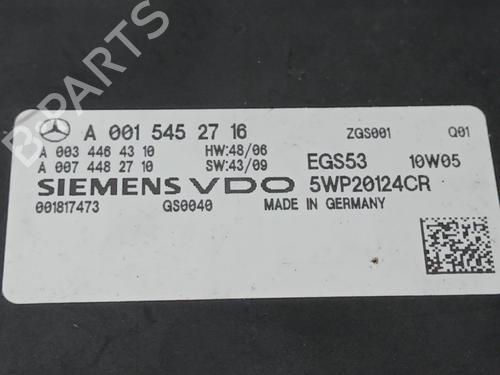 A 001 545 27 16 ZGS001 Q01
A 003 446 43 10 HW:48/06 EGS53 10W05
A 007 448 27 10 SW:43/09
SIEMENS VDO 5WP20124CR
001817473 GS0040 MADE IN GERMANY
B-PARTS